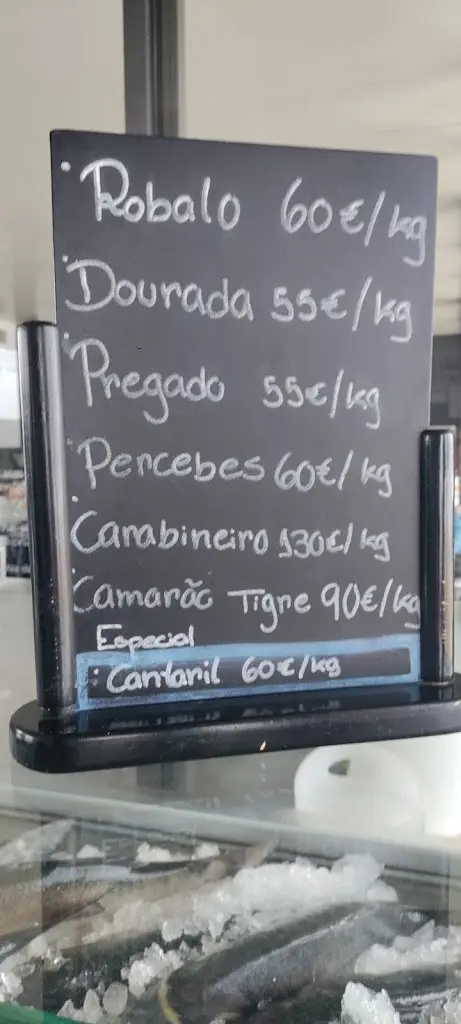 · Robalo 60€/kg
· Dourada 55€/kg
· Pregado 55€/kg
· Percebes 60€/kg
· Carabineiro 130€/kg
· Camarão Tigre 90€/kg
Especial
: Cantaril 60€/kg